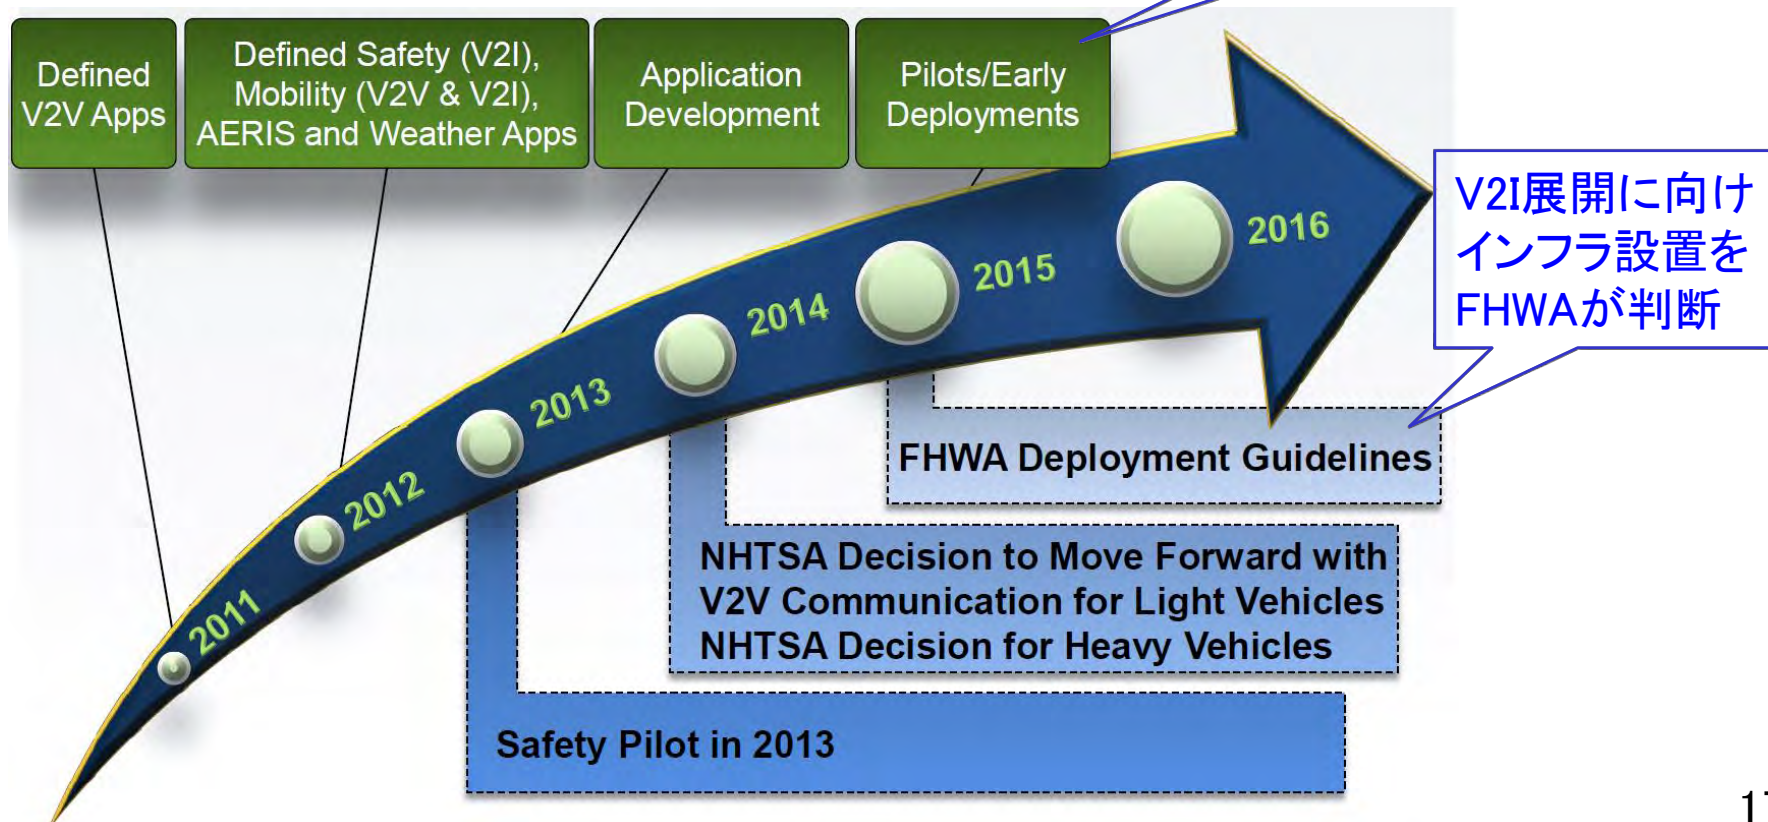 Defined
V2V Apps
Defined Safety (V2I),
Mobility (V2V & V2I),
AERIS and Weather Apps
Application
Development
Pilots/Early
Deployments
V2I展開に向け
インフラ設置を
FHWAが判断
2016
2015
2014
2013
2012
2011
FHWA Deployment Guidelines
NHTSA Decision to Move Forward with
V2V Communication for Light Vehicles
NHTSA Decision for Heavy Vehicles
Safety Pilot in 2013